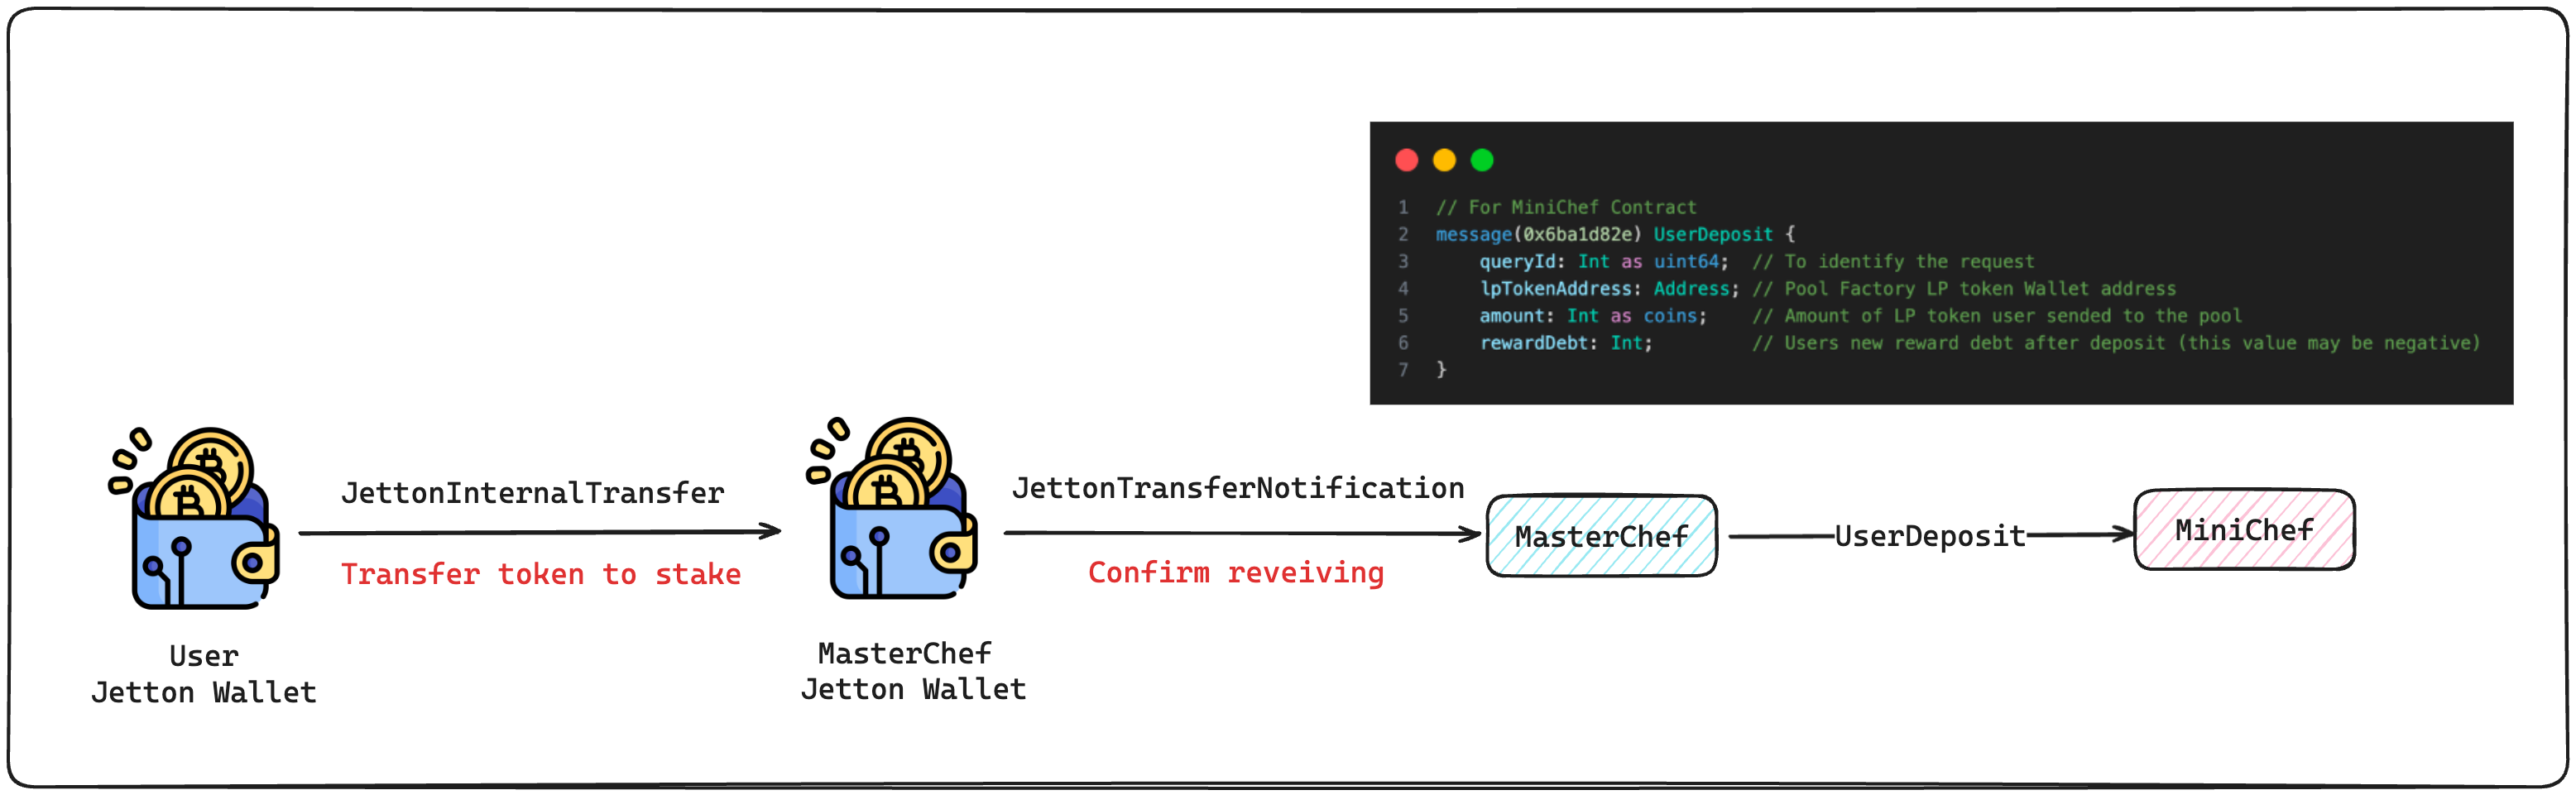 1 // For MiniChef Contract
2 message(0x6ba1d82e) UserDeposit {
3 queryId: Int as uint64; // To identify the request
4 lpTokenAddress: Address; // Pool Factory LP token Wallet address
5 amount: Int as coins; // Amount of LP token user sended to the pool
6 rewardDebt: Int; // Users new reward debt after deposit (this value may be negative)
7 }
JettonInternalTransfer
Transfer token to stake
JettonTransferNotification
Confirm reveiving
MasterChef
UserDeposit
MiniChef
User
Jetton Wallet
MasterChef
Jetton Wallet